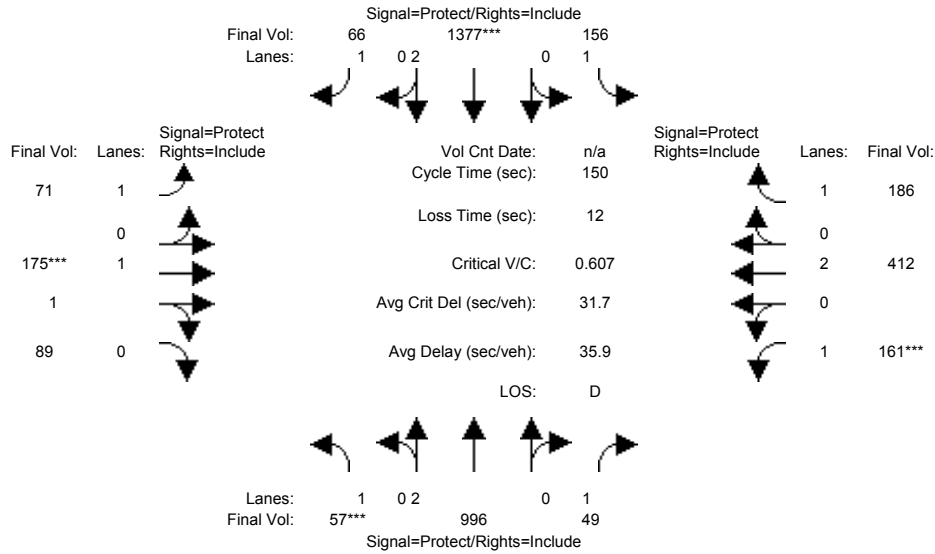 Signal=Protect/Rights=Include
Final Vol: 66 1377*** 156
Lanes: 1 0 2 0 1
Signal=Protect Signal=Protect
Final Vol: Lanes: Rights=Include Vol Cnt Date: n/a Rights=Include Lanes: Final Vol:
Cycle Time (sec): 150
71 1 1 186
Loss Time (sec): 12
0 0
175*** 1 Critical V/C: 0.607 2 412
1 Avg Crit Del (sec/veh): 31.7 0
89 0 Avg Delay (sec/veh): 35.9 1 161***
LOS: D
Lanes: 1 0 2 0 1
Final Vol: 57*** 996 49
Signal=Protect/Rights=Include